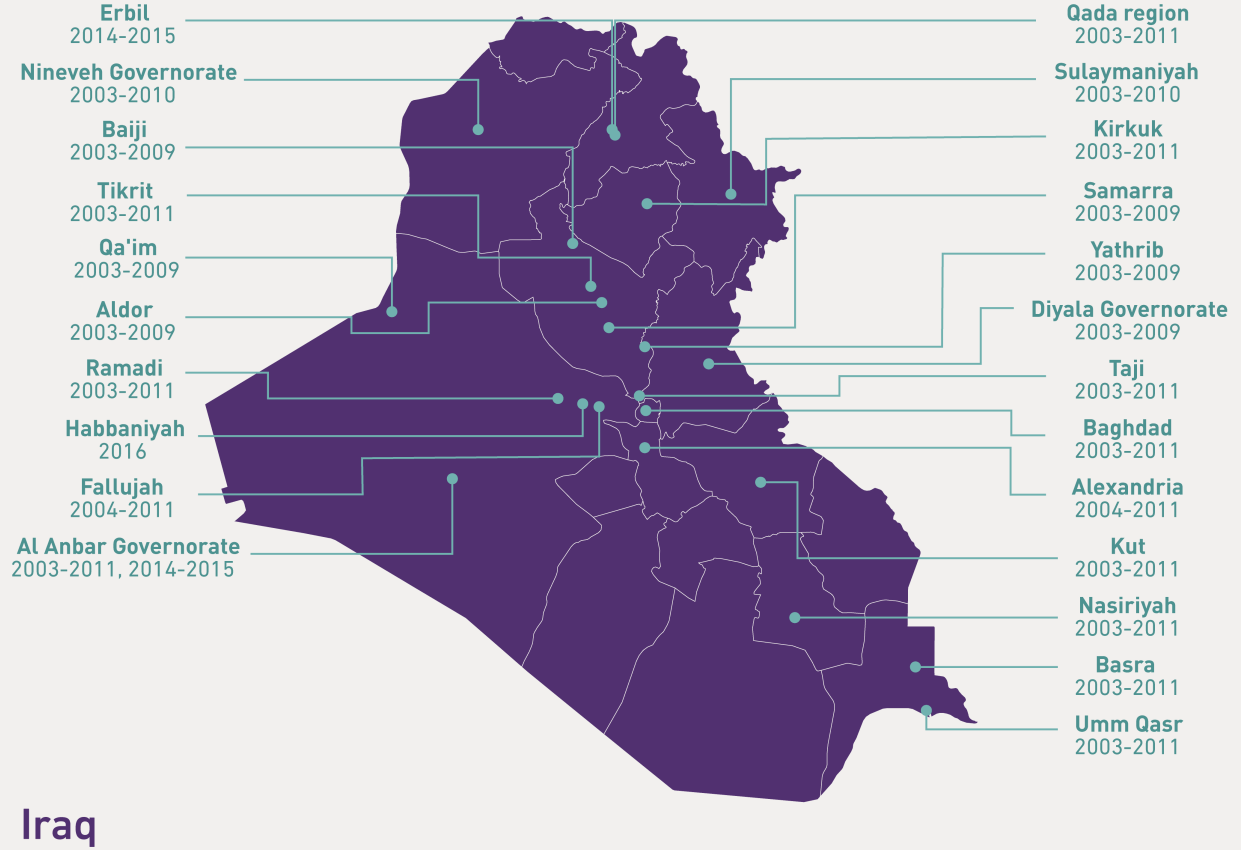 Erbil
2014-2015
Nineveh Governorate
2003-2010
Baiji
2003-2009
Tikrit
2003-2011
Qa'im
2003-2009
Aldor
2003-2009
Ramadi
2003-2011
Habbaniyah
2016
Fallujah
2004-2011
Al Anbar Governorate
2003-2011, 2014-2015
Qada region
2003-2011
Sulaymaniyah
2003-2010
Kirkuk
2003-2011
Samarra
2003-2009
Yathrib
2003-2009
Diyala Governorate
2003-2009
Taji
2003-2011
Baghdad
2003-2011
Alexandria
2004-2011
Kut
2003-2011
Nasiriyah
2003-2011
Basra
2003-2011
Umm Qasr
2003-2011
Iraq